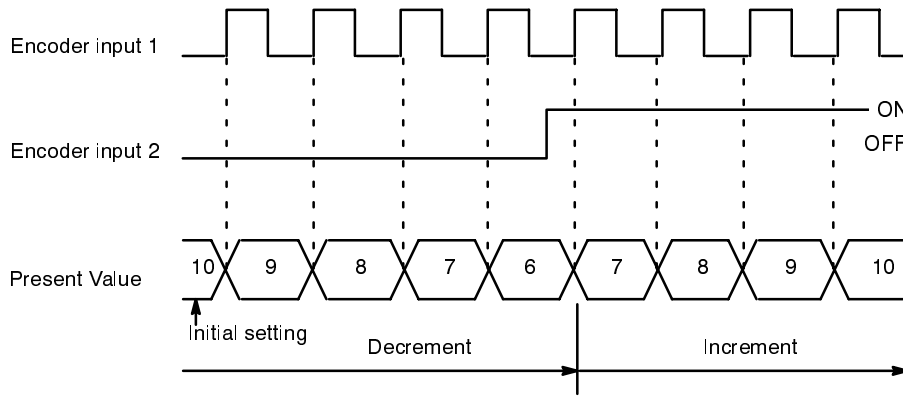 Encoder input 1
ON
Encoder input 2
OFF
Present Value
10 9 8 7 6 7 8 9 10
Initial setting
Decrement
Increment